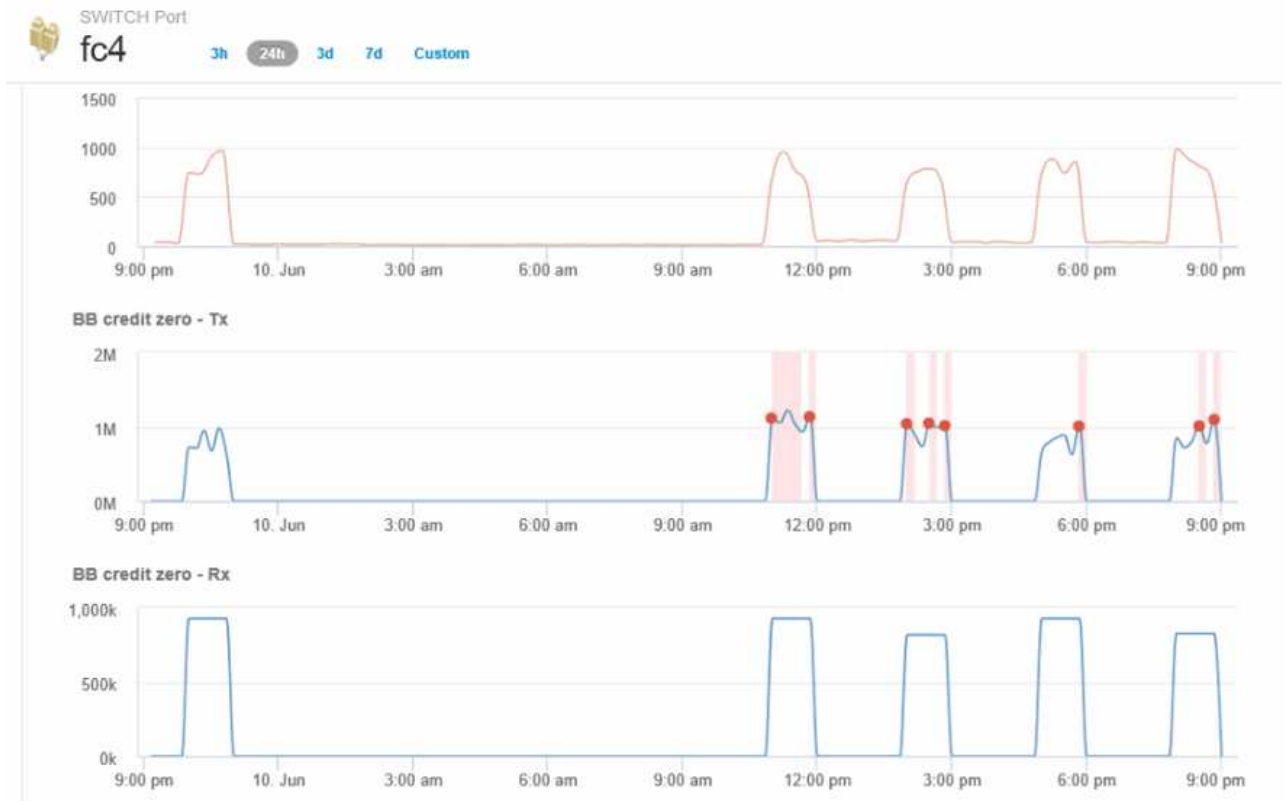 SWITCH Port
fc4 3h 24h 3d 7d Custom
1500
1000
500
0
9:00 pm 10. Jun 3:00 am 6:00 am 9:00 am 12:00 pm 3:00 pm 6:00 pm 9:00 pm
BB credit zero - Tx
2M
1M
0M
9:00 pm 10. Jun 3:00 am 6:00 am 9:00 am 12:00 pm 3:00 pm 6:00 pm 9:00 pm
BB credit zero - Rx
1,000k
500k
0k
9:00 pm 10. Jun 3:00 am 6:00 am 9:00 am 12:00 pm 3:00 pm 6:00 pm 9:00 pm